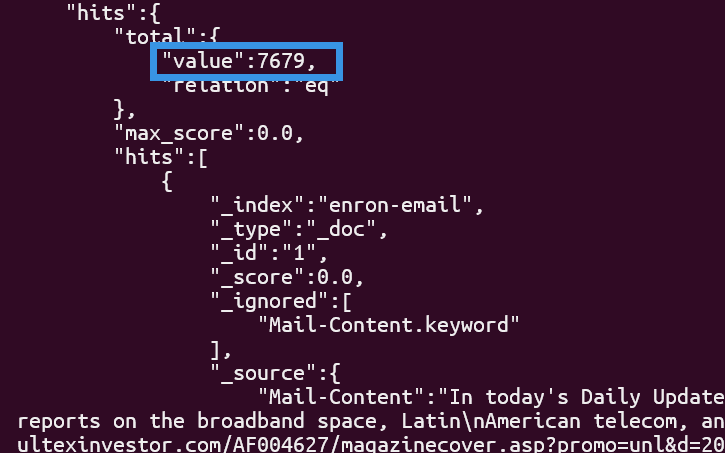 "hits":{
"total":{
"value":7679,
"relation":"eq"
},
"max_score":0.0,
"hits":[
{
"_index":"enron-email",
"_type":"_doc",
"_id":"1",
"_score":0.0,
"_ignored":[
"Mail-Content.keyword"
],
"_source":{
"Mail-Content":"In today's Daily Update
reports on the broadband space, Latin\nAmerican telecom, an
ultexinvestor.com/AF004627/magazinecover.asp?promo=unl&d=20